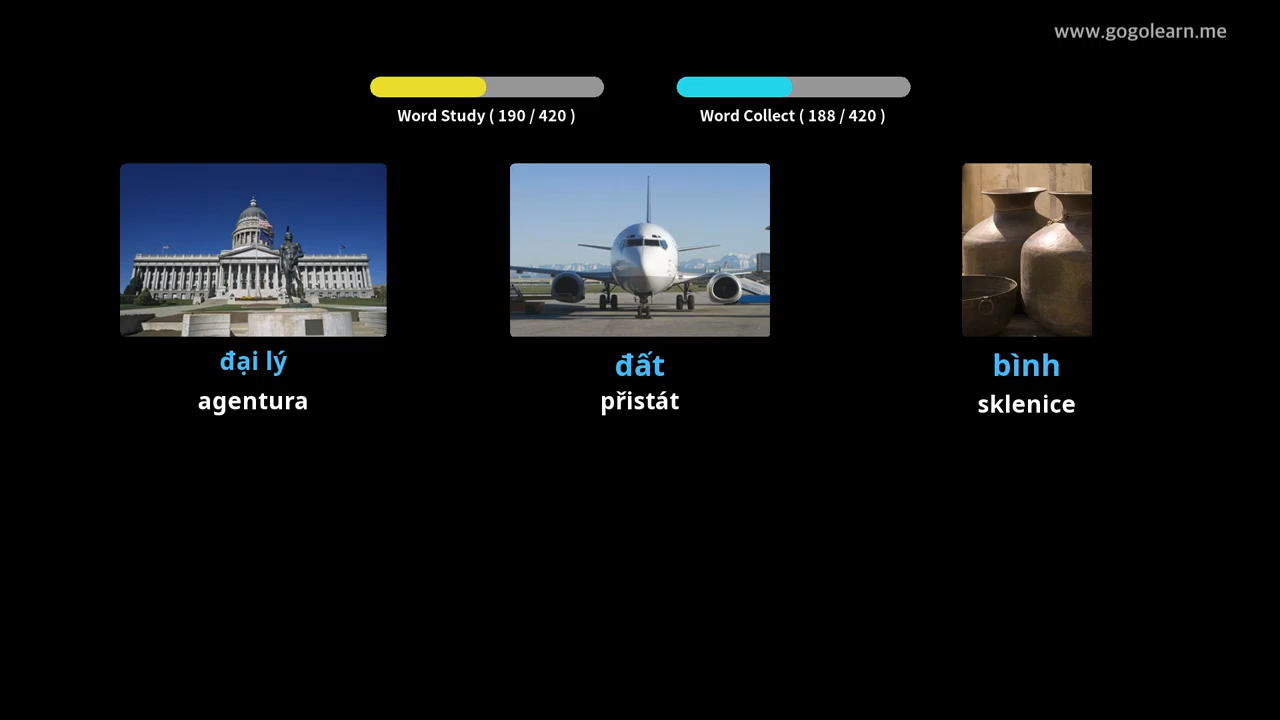 www.gogolearn.me
Word Study ( 190 / 420 )
Word Collect ( 188 / 420 )
đại lý
agentura
đất
přistát
bình
sklenice